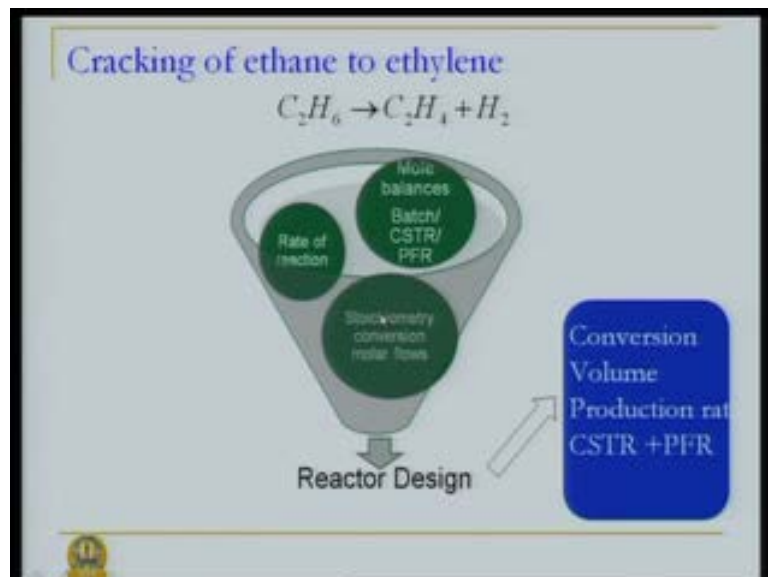 Cracking of ethane to ethylene
C₂H₆ → C₂H₄ + H₂
Mole
balances
Batch/
CSTR/
PFR
Rate of
reaction
Stoichiometry
conversion
molar flows
Reactor Design
Conversion
Volume
Production rat
CSTR +PFR